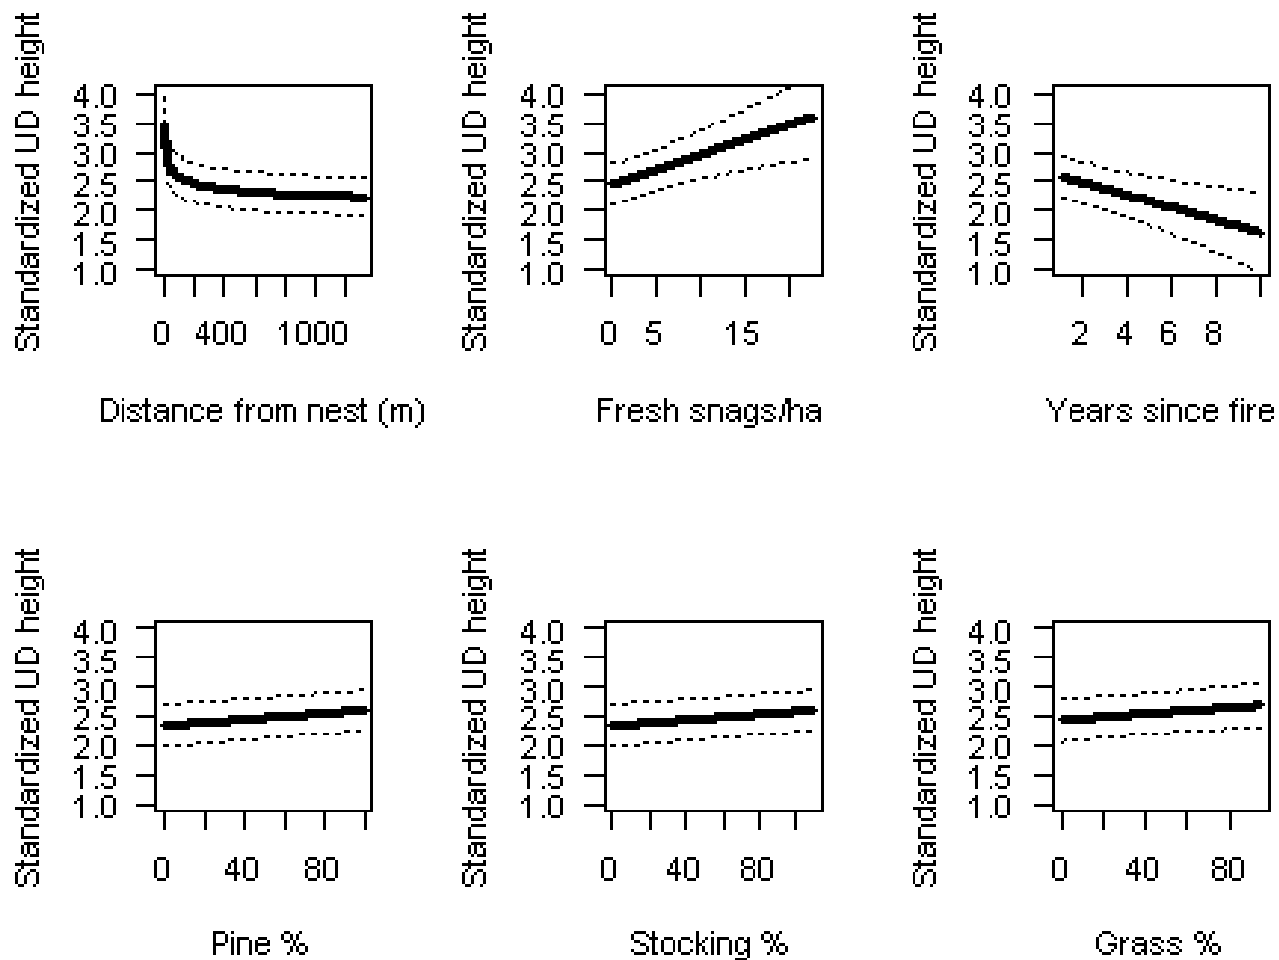 Standardized UD height
4.0
3.5
3.0
2.5
2.0
1.5
1.0
0 400 1000
Distance from nest (m)
Standardized UD height
4.0
3.5
3.0
2.5
2.0
1.5
1.0
0 5 15
Fresh snags/ha
Standardized UD height
4.0
3.5
3.0
2.5
2.0
1.5
1.0
2 4 6 8
Years since fire
Standardized UD height
4.0
3.5
3.0
2.5
2.0
1.5
1.0
0 40 80
Pine %
Standardized UD height
4.0
3.5
3.0
2.5
2.0
1.5
1.0
0 40 80
Stocking %
Standardized UD height
4.0
3.5
3.0
2.5
2.0
1.5
1.0
0 40 80
Grass %